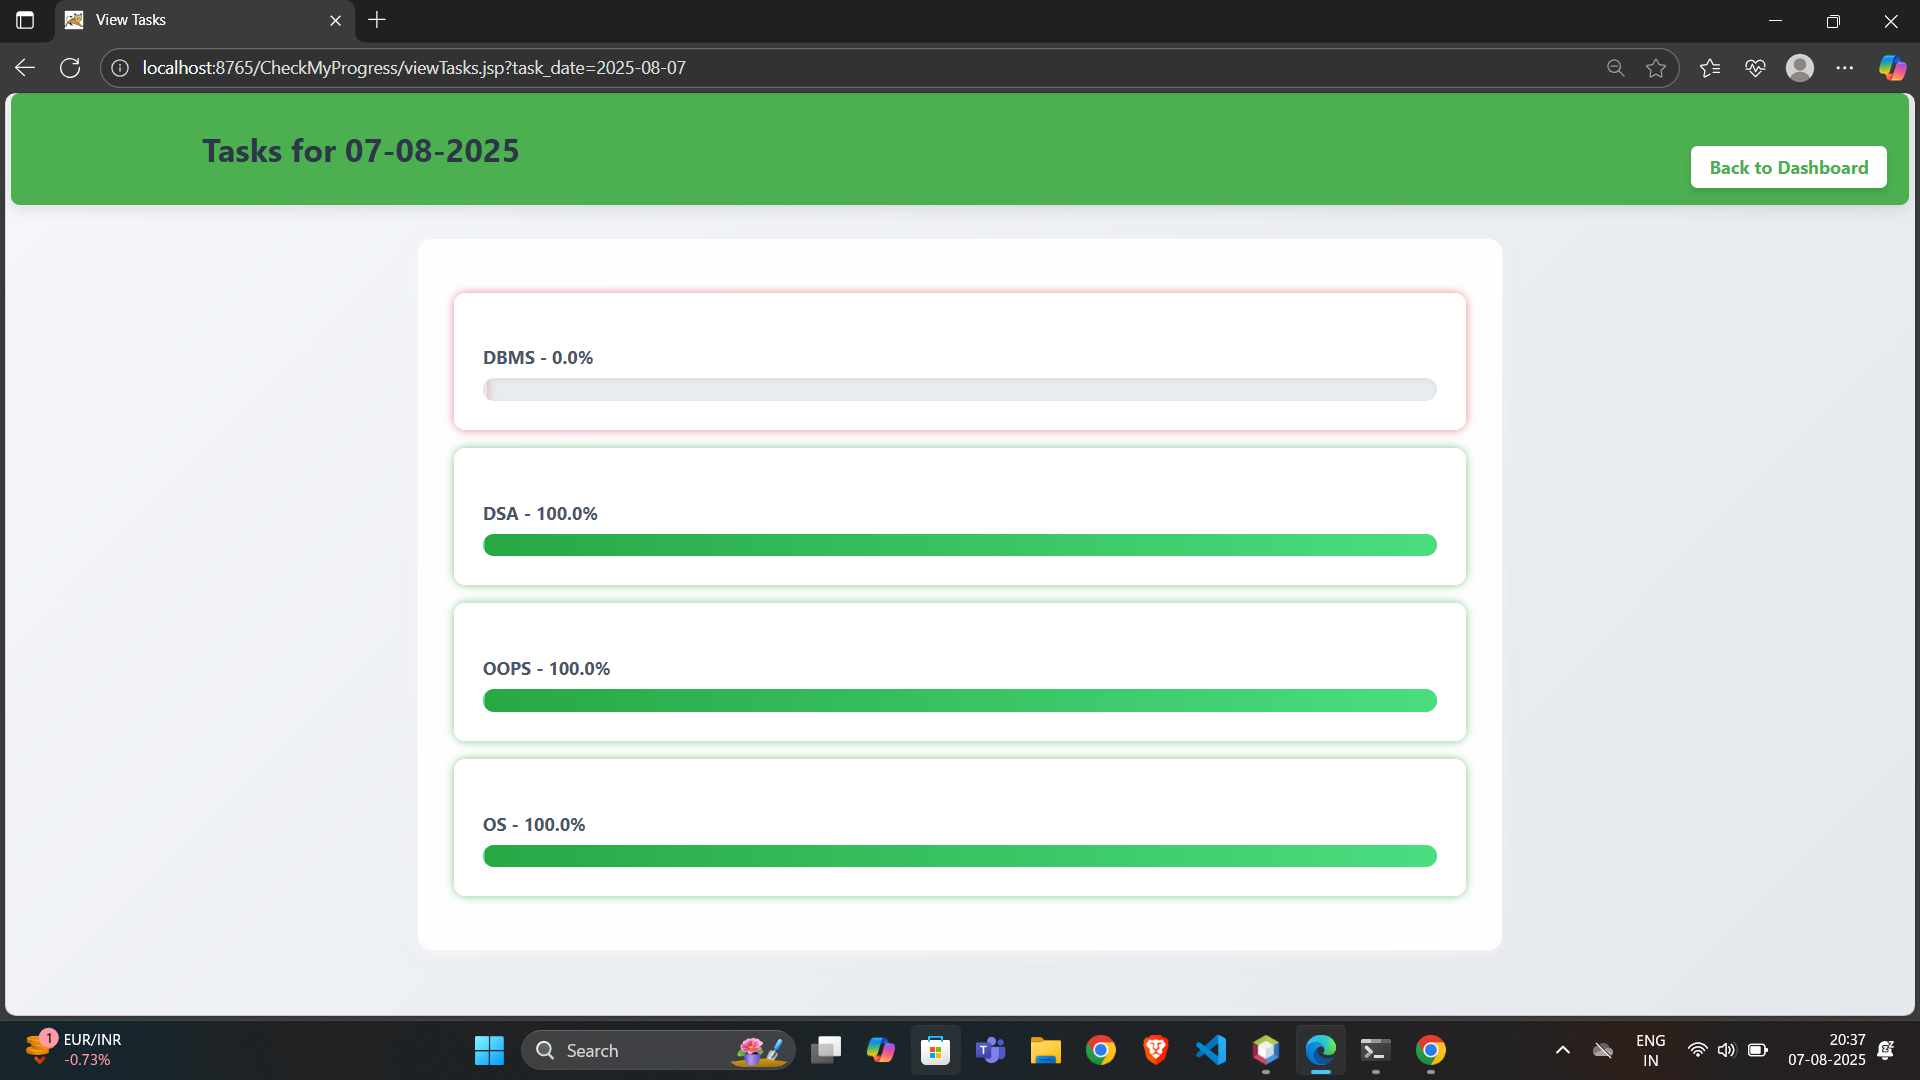 View Tasks
localhost:8765/CheckMyProgress/viewTasks.jsp?task_date=2025-08-07
Tasks for 07-08-2025
Back to Dashboard
DBMS - 0.0%
DSA - 100.0%
OOPS - 100.0%
OS - 100.0%
1
EUR/INR
-0.73%
Search
ENG
IN
20:37
07-08-2025